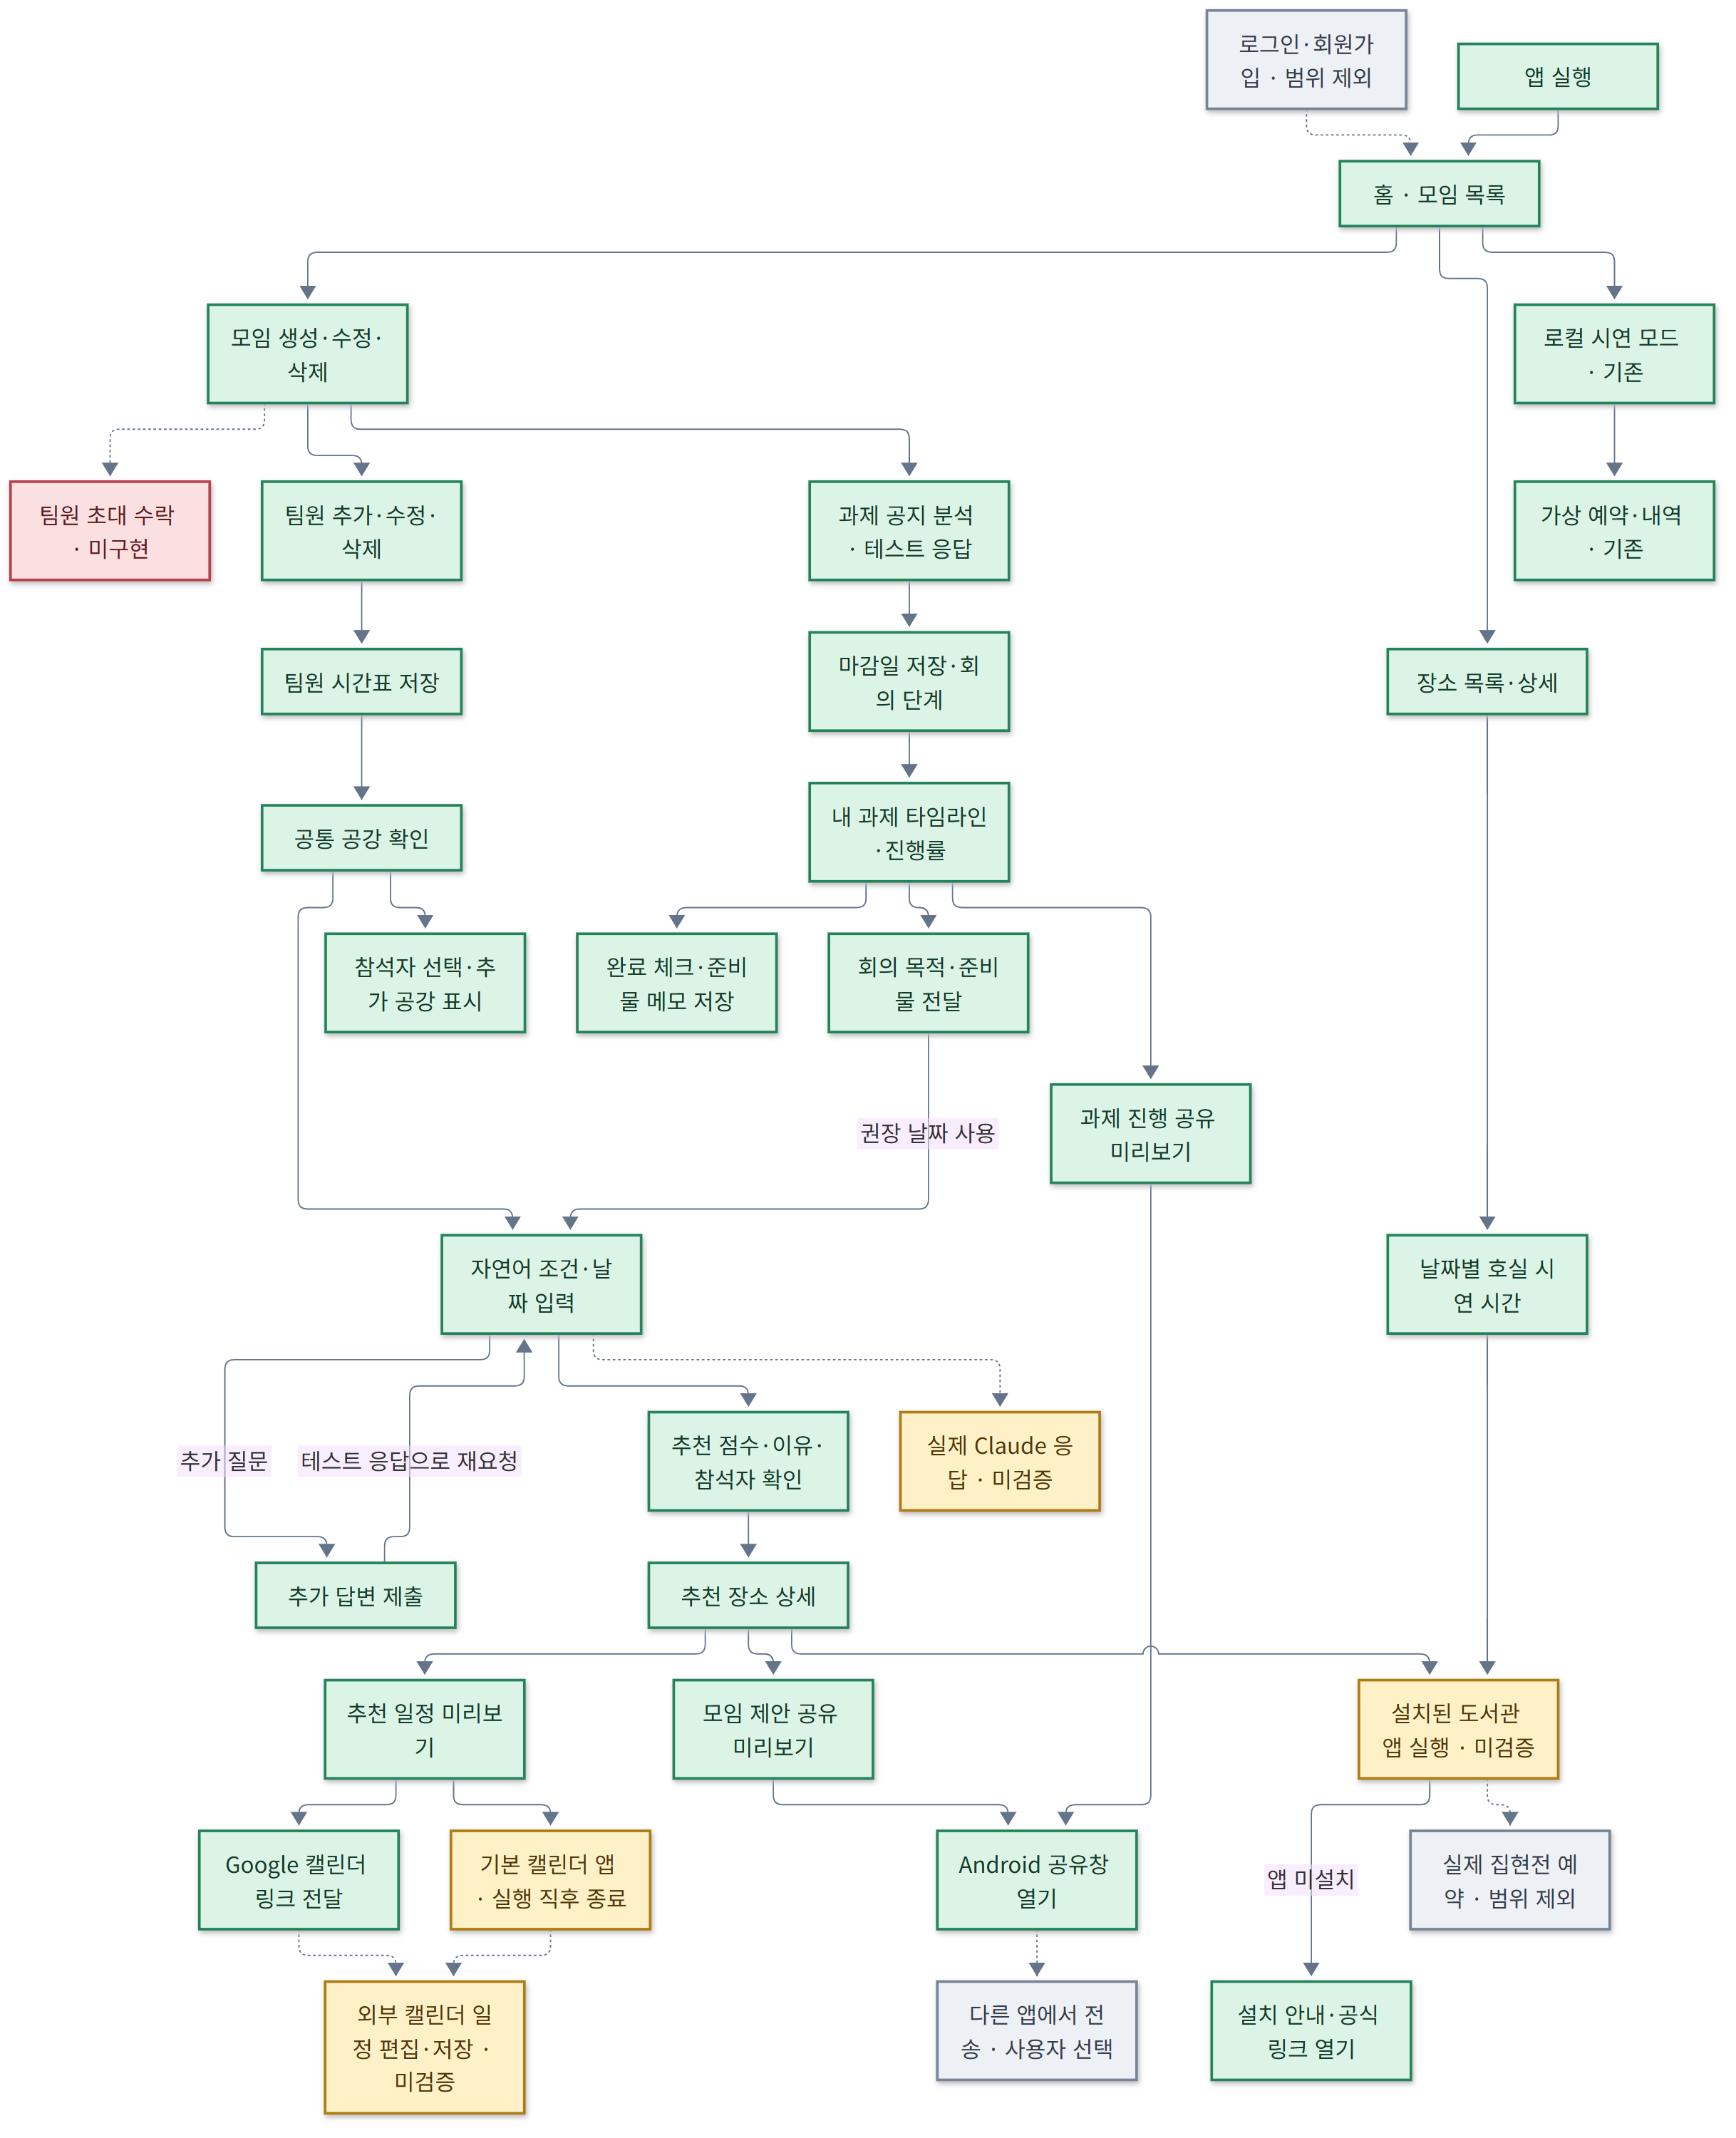 로그인·회원가
입 · 범위 제외
앱 실행
홈 · 모임 목록
모임 생성·수정·
삭제
로컬 시연 모드
· 기존
팀원 초대 수락
· 미구현
팀원 추가·수정·
삭제
과제 공지 분석
· 테스트 응답
가상 예약·내역
· 기존
팀원 시간표 저장
마감일 저장·회
의 단계
장소 목록·상세
공통 공강 확인
내 과제 타임라인
·진행률
참석자 선택·추
가 공강 표시
완료 체크·준비
물 메모 저장
회의 목적·준비
물 전달
권장 날짜 사용
과제 진행 공유
미리보기
자연어 조건·날
짜 입력
날짜별 호실 시
연 시간
추가 질문
테스트 응답으로 재요청
추천 점수·이유·
참석자 확인
실제 Claude 응
답 · 미검증
추가 답변 제출
추천 장소 상세
추천 일정 미리보
기
모임 제안 공유
미리보기
설치된 도서관
앱 실행 · 미검증
Google 캘린더
링크 전달
기본 캘린더 앱
· 실행 직후 종료
Android 공유창
열기
앱 미설치
실제 집현전 예
약 · 범위 제외
외부 캘린더 일
정 편집·저장 ·
미검증
다른 앱에서 전
송 · 사용자 선택
설치 안내·공식
링크 열기